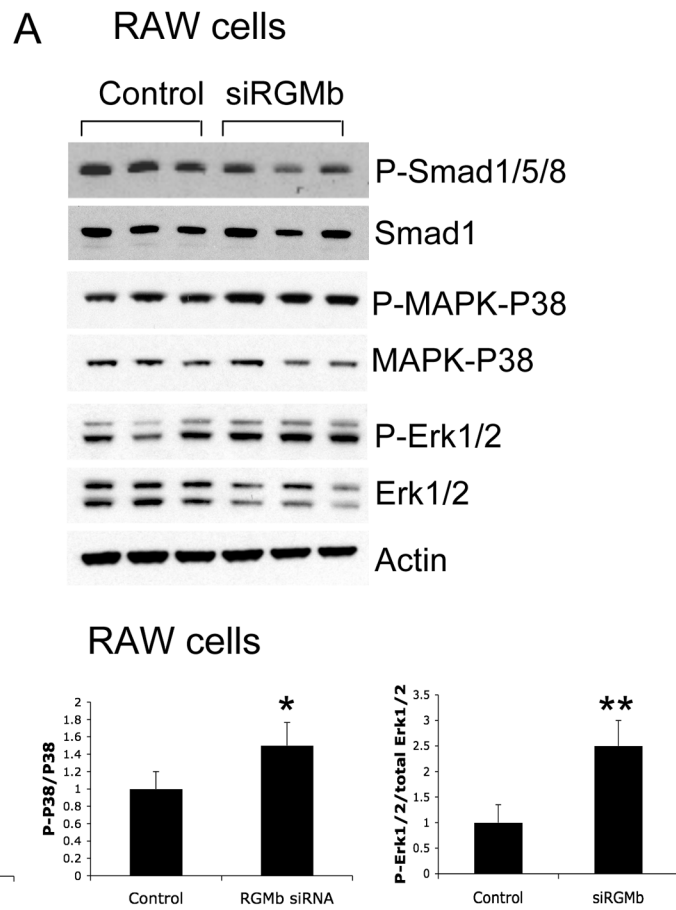 A
RAW cells
Control siRGMb
P-Smad1/5/8
Smad1
P-MAPK-P38
MAPK-P38
P-Erk1/2
Erk1/2
Actin
RAW cells
P-P38/P38
2
1.8
1.6
1.4
1.2
1
0.8
0.6
0.4
0.2
0
*
Control RGMb siRNA
P-Erk1/2/total Erk1/2
3.5
3
2.5
2
1.5
1
0.5
0
**
Control siRGMb